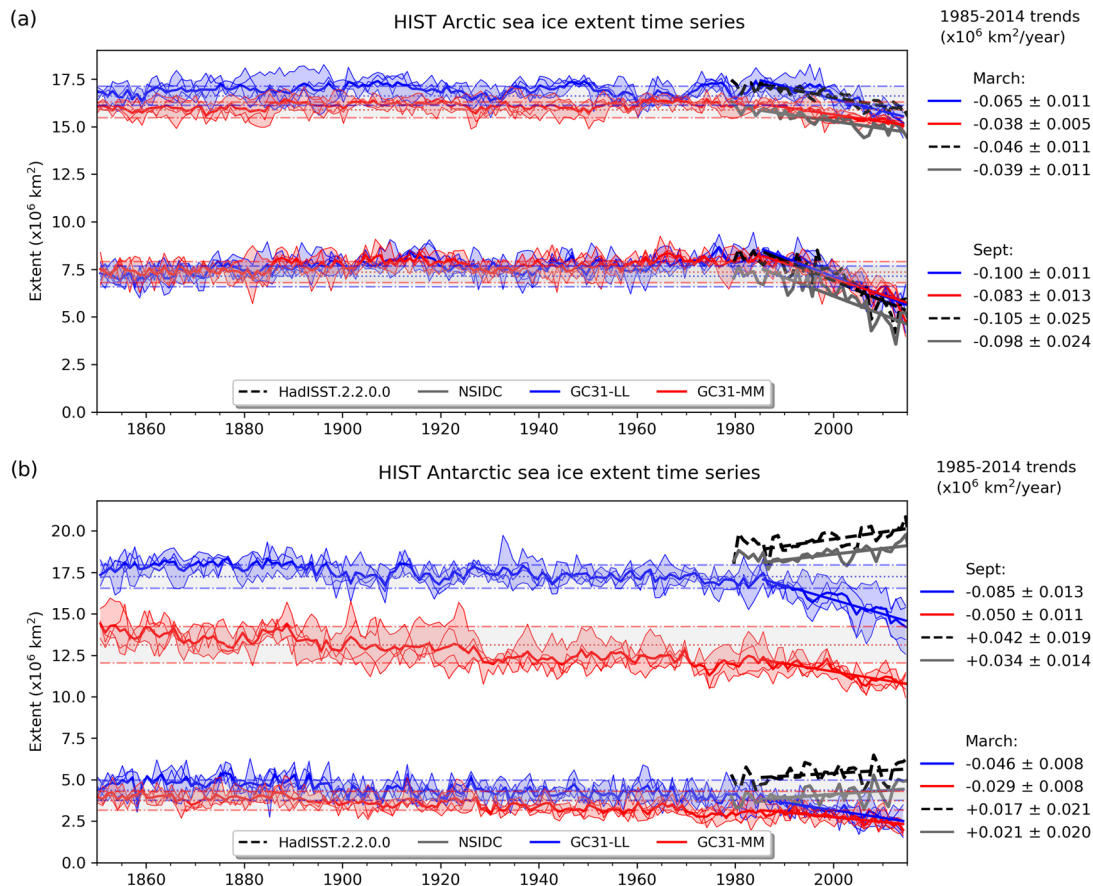 (a)
HIST Arctic sea ice extent time series
1985-2014 trends
(x10⁶ km²/year)
March:
-0.065 ± 0.011
-0.038 ± 0.005
-0.046 ± 0.011
-0.039 ± 0.011
Sept:
-0.100 ± 0.011
-0.083 ± 0.013
-0.105 ± 0.025
-0.098 ± 0.024
Extent (x10⁶ km²)
17.5
15.0
12.5
10.0
7.5
5.0
2.5
0.0
HadISST.2.2.0.0 NSIDC GC31-LL GC31-MM
1860 1880 1900 1920 1940 1960 1980 2000
(b)
HIST Antarctic sea ice extent time series
1985-2014 trends
(x10⁶ km²/year)
Sept:
-0.085 ± 0.013
-0.050 ± 0.011
+0.042 ± 0.019
+0.034 ± 0.014
March:
-0.046 ± 0.008
-0.029 ± 0.008
+0.017 ± 0.021
+0.021 ± 0.020
Extent (x10⁶ km²)
20.0
17.5
15.0
12.5
10.0
7.5
5.0
2.5
0.0
HadISST.2.2.0.0 NSIDC GC31-LL GC31-MM
1860 1880 1900 1920 1940 1960 1980 2000